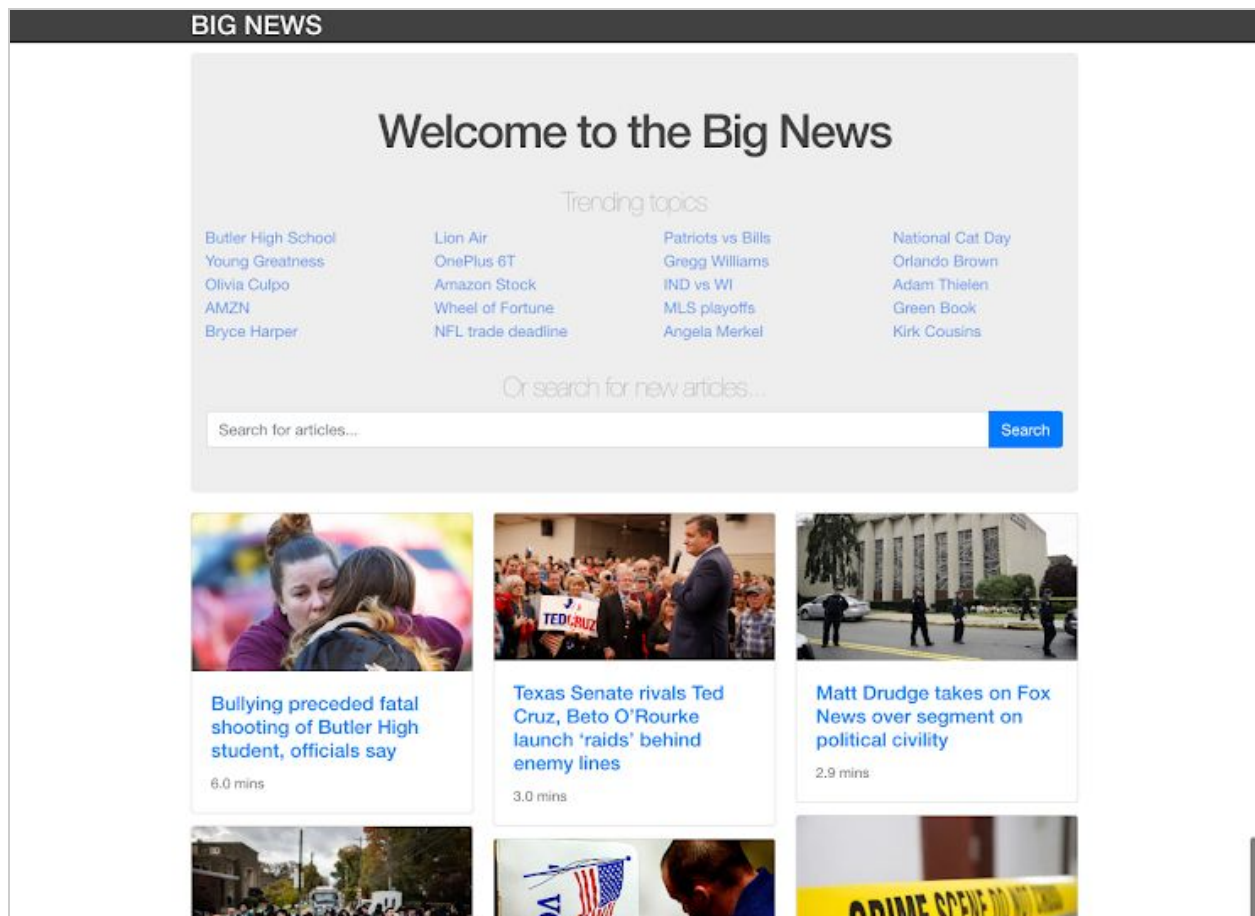 BIG NEWS
Welcome to the Big News
Trending topics
Butler High School
Young Greatness
Olivia Culpo
AMZN
Bryce Harper
Lion Air
OnePlus 6T
Amazon Stock
Wheel of Fortune
NFL trade deadline
Patriots vs Bills
Gregg Williams
IND vs WI
MLS playoffs
Angela Merkel
National Cat Day
Orlando Brown
Adam Thielen
Green Book
Kirk Cousins
Or search for new articles...
Search for articles...
Search
TED CRUZ
Bullying preceded fatal
shooting of Butler High
student, officials say
6.0 mins
Texas Senate rivals Ted
Cruz, Beto O’Rourke
launch ‘raids’ behind
enemy lines
3.0 mins
Matt Drudge takes on Fox
News over segment on
political civility
2.9 mins
CRIME SCENE DO NOT